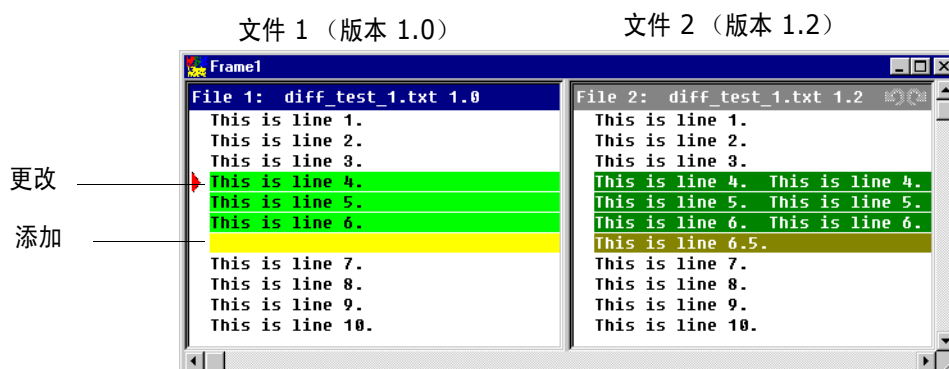 文件 1 （版本 1.0）
文件 2 （版本 1.2）
Frame1
File 1: diff_test_1.txt 1.0
This is line 1.
This is line 2.
This is line 3.
This is line 4.
This is line 5.
This is line 6.
This is line 7.
This is line 8.
This is line 9.
This is line 10.
File 2: diff_test_1.txt 1.2
This is line 1.
This is line 2.
This is line 3.
This is line 4. This is line 4.
This is line 5. This is line 5.
This is line 6. This is line 6.
This is line 6.5.
This is line 7.
This is line 8.
This is line 9.
This is line 10.
更改
添加